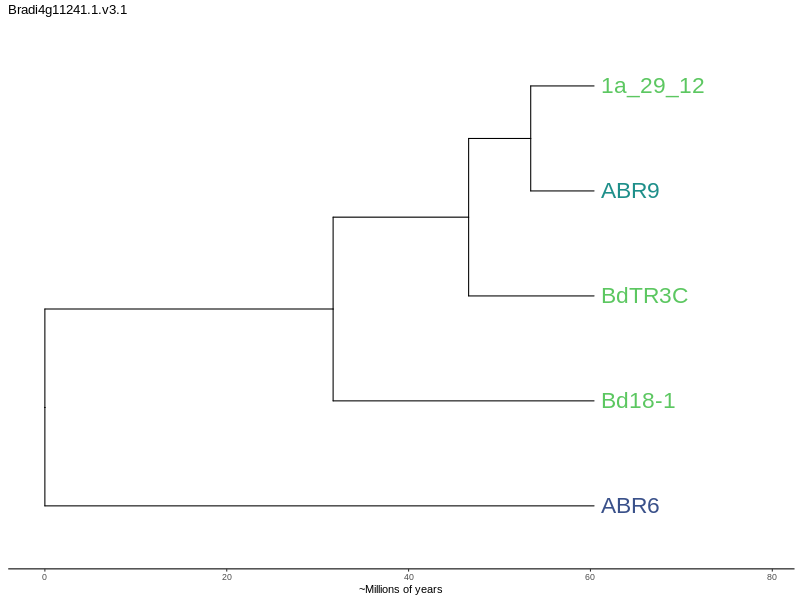 Bradi4g11241.1.v3.1
1a_29_12
ABR9
BdTR3C
Bd18-1
ABR6
0 20 40 60 80
~Millions of years